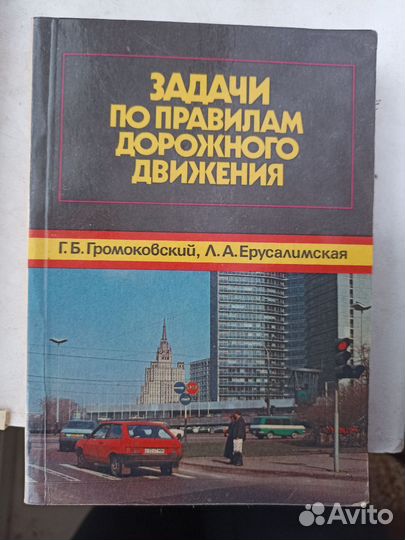 ЗАДАЧИ
ПО ПРАВИЛАМ
ДОРОЖНОГО
ДВИЖЕНИЯ
Г. Б. Громоковский, Л. А. Ерусалимская
Avito